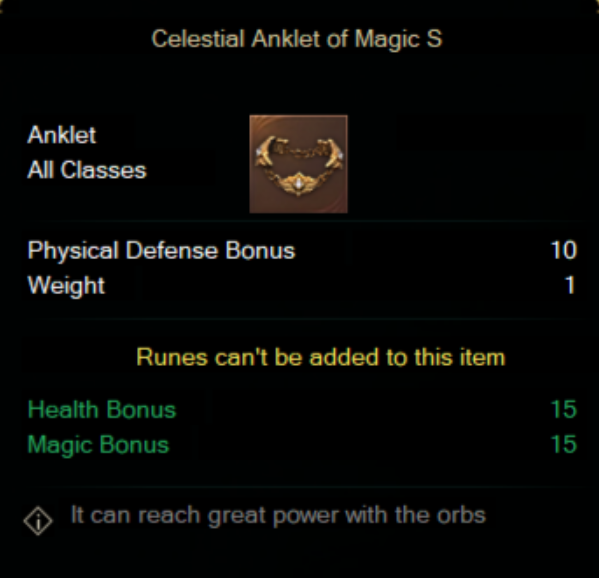 Celestial Anklet of Magic S
Anklet
All Classes
Physical Defense Bonus 10
Weight 1
Runes can't be added to this item
Health Bonus 15
Magic Bonus 15
It can reach great power with the orbs